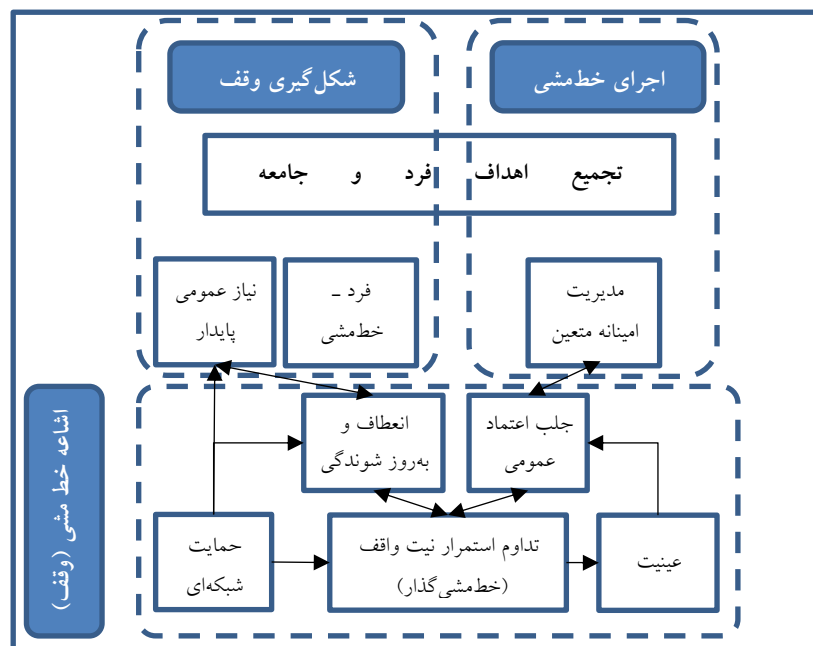 اجرای خط‌مشی
شکل‌گیری وقف
تجمیع اهداف فرد و جامعه
مدیریت
امینانه متعین
فرد ـ
خط‌مشی
نیاز عمومی
پایدار
اشاعه خط مشی (وقف)
جلب اعتماد
عمومی
انعطاف و
به‌روز شوندگی
عینیت
تداوم استمرار نیت واقف
(خط‌مشی‌گذار)
حمایت
شبکه‌ای